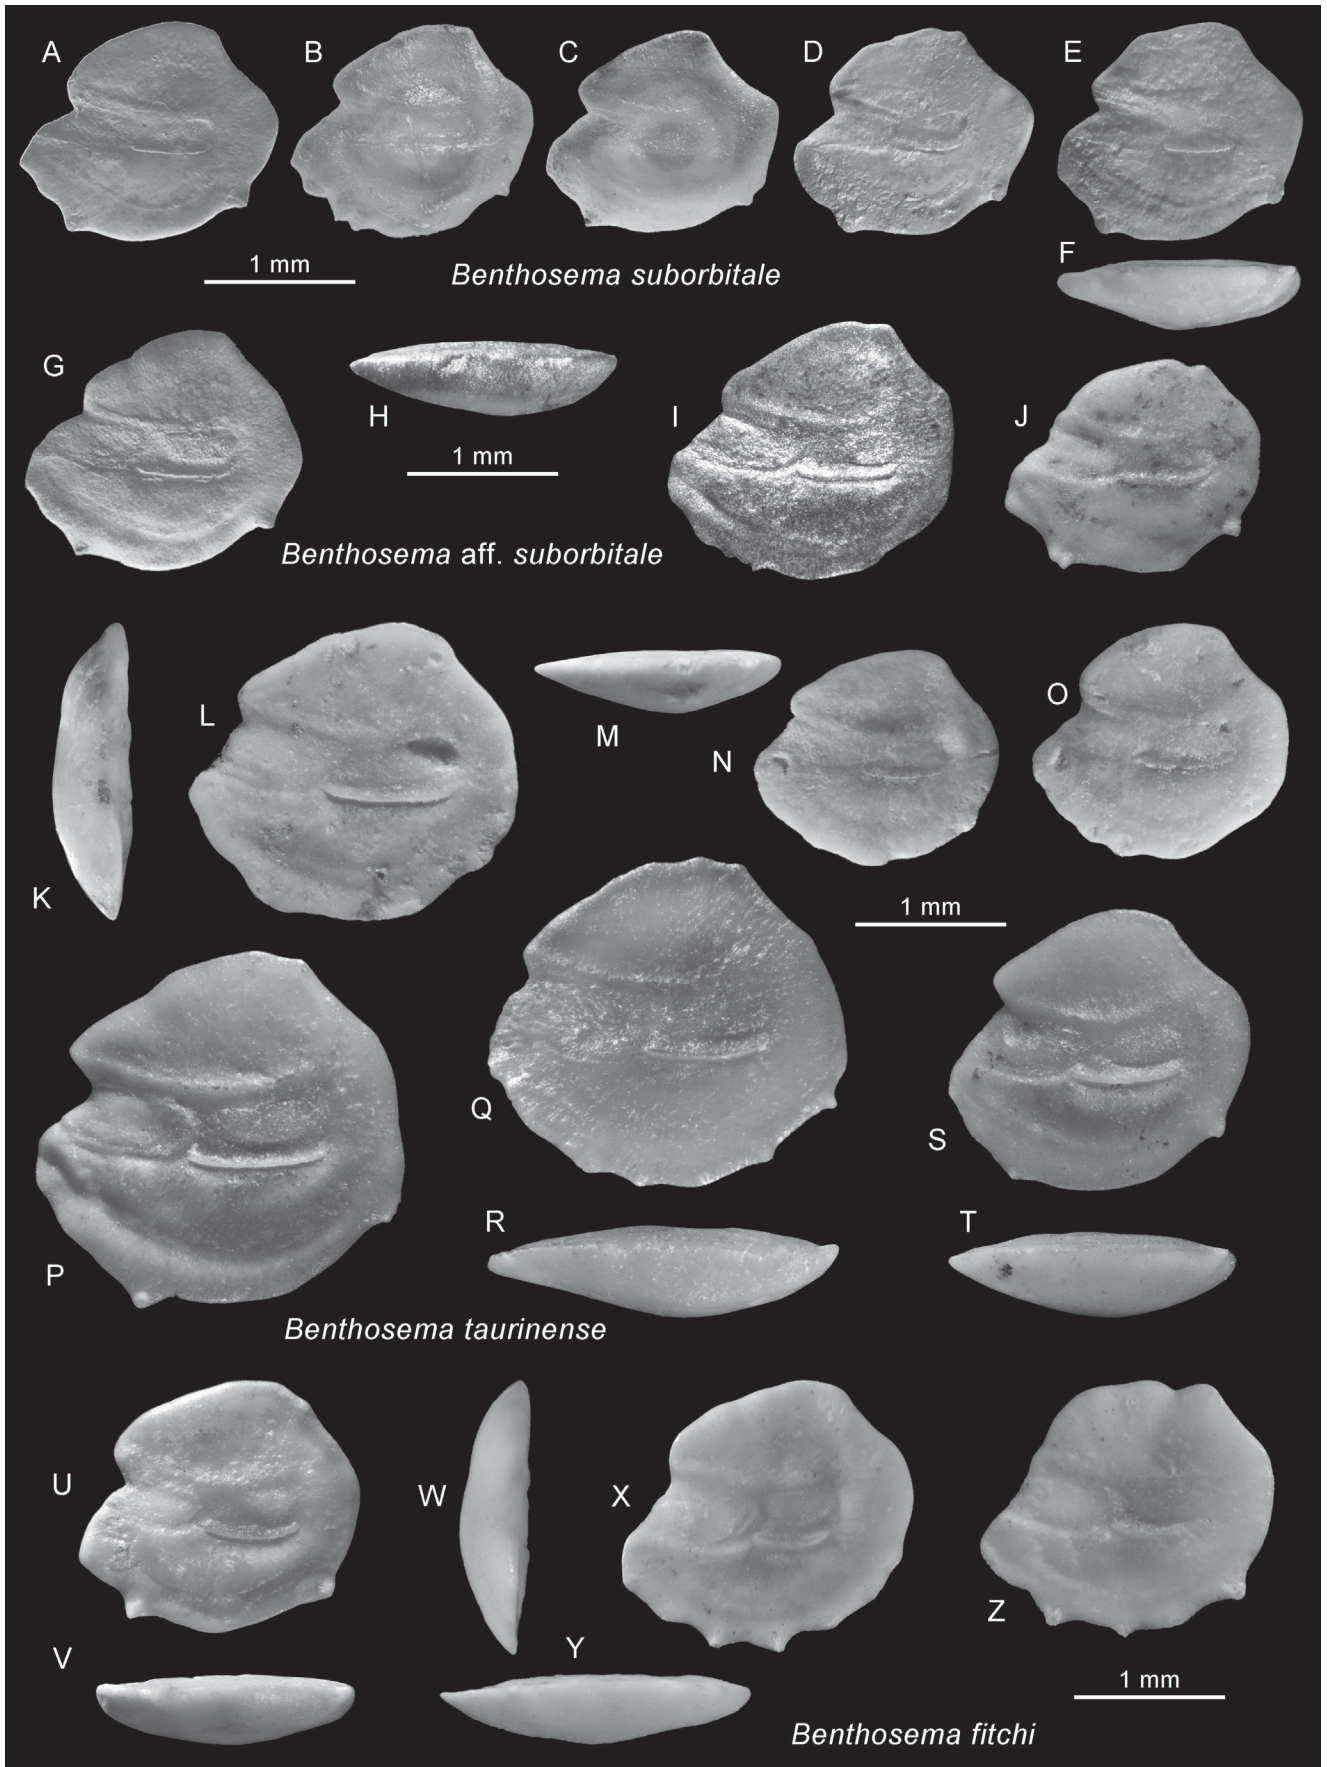 A
B
C
D
E
1 mm
Benthosema suborbitale
F
G
H
I
J
1 mm
Benthosema aff. suborbitale
K
L
M
N
O
1 mm
P
Q
R
S
T
Benthosema taurinense
U
V
W
X
Y
Z
1 mm
Benthosema fitchi